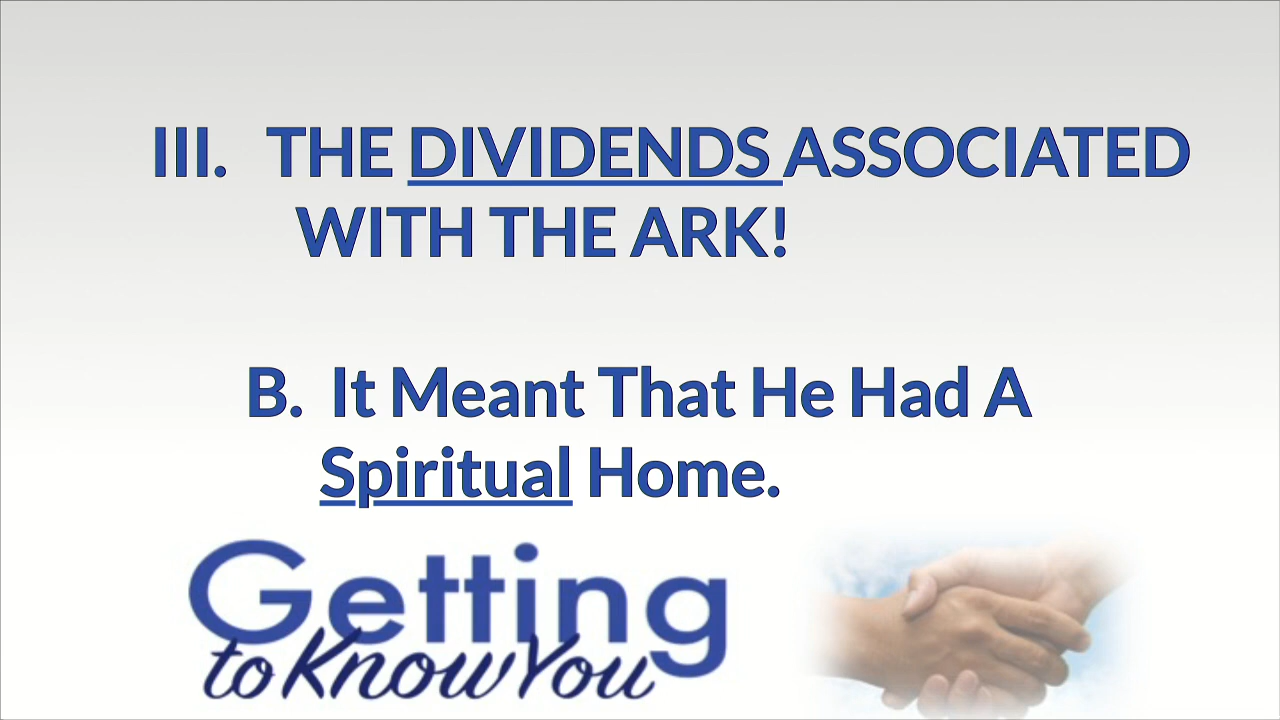 III. THE DIVIDENDS ASSOCIATED
WITH THE ARK!
B. It Meant That He Had A
Spiritual Home.
Getting
to Know You